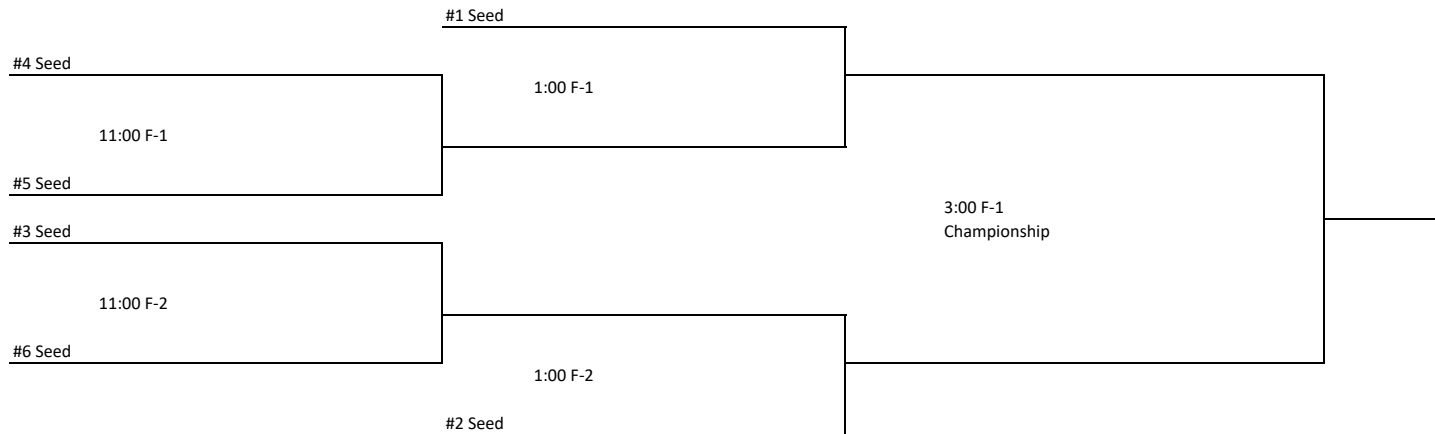 #1 Seed
#4 Seed
1:00 F-1
11:00 F-1
#5 Seed
3:00 F-1
#3 Seed
Championship
11:00 F-2
#6 Seed
1:00 F-2
#2 Seed